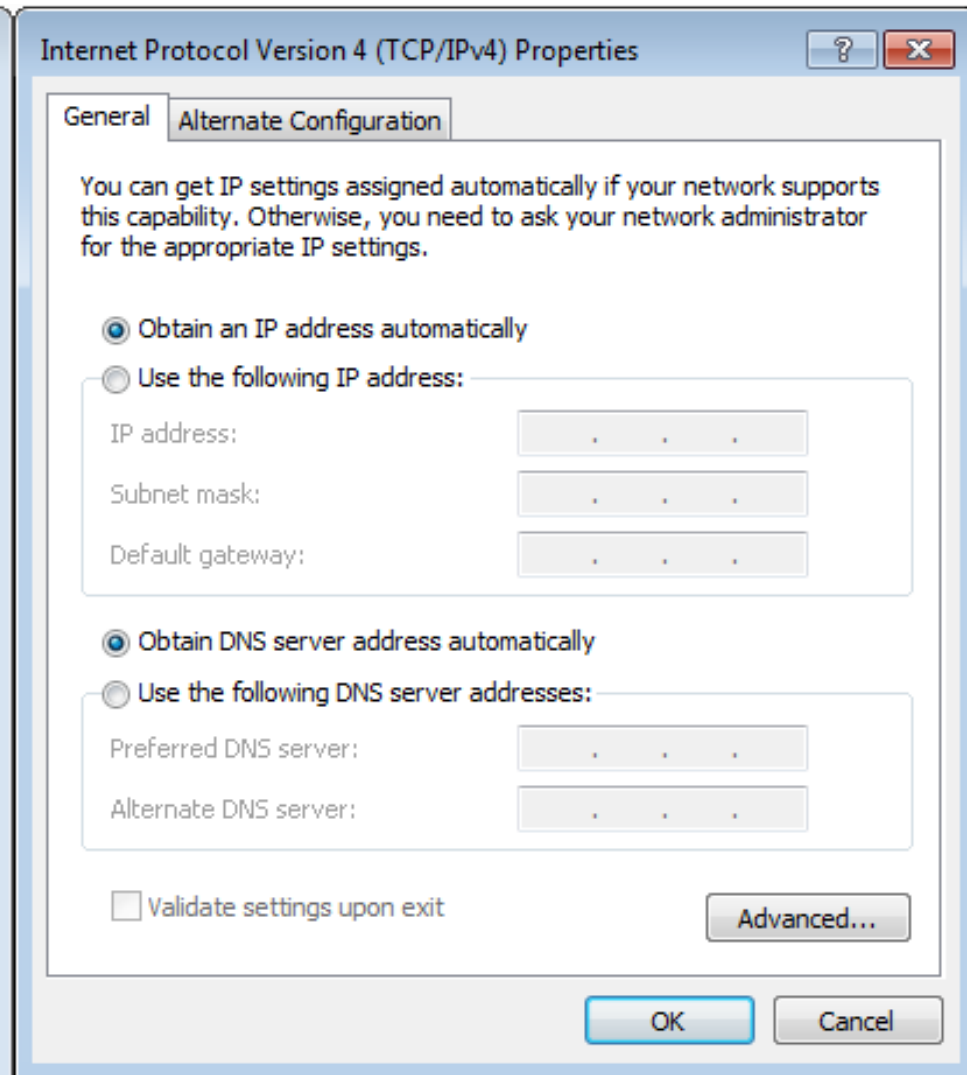 Internet Protocol Version 4 (TCP/IPv4) Properties
General
Alternate Configuration
You can get IP settings assigned automatically if your network supports
this capability. Otherwise, you need to ask your network administrator
for the appropriate IP settings.
Obtain an IP address automatically
Use the following IP address:
IP address:
Subnet mask:
Default gateway:
Obtain DNS server address automatically
Use the following DNS server addresses:
Preferred DNS server:
Alternate DNS server:
Validate settings upon exit
Advanced...
OK
Cancel